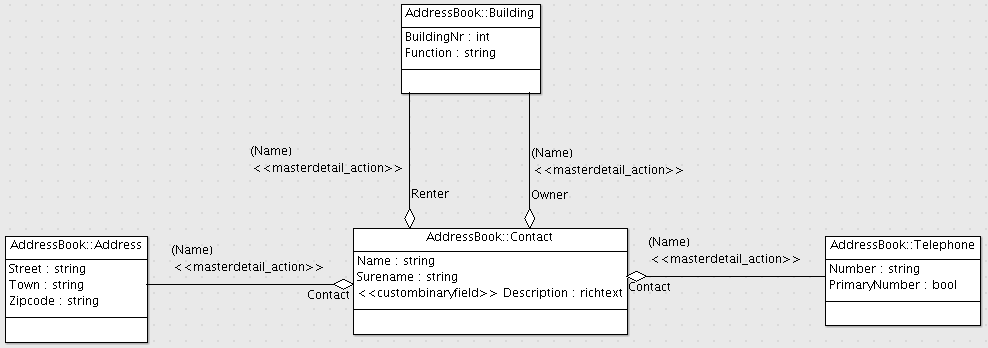 AddressBook::Building
BuildingNr : int
Function : string
(Name)
<<masterdetail_action>>
Renter
(Name)
<<masterdetail_action>>
Owner
AddressBook::Address
Street : string
Town : string
Zipcode : string
(Name)
<<masterdetail_action>>
Contact
AddressBook::Contact
Name : string
Surename : string
<<custombinaryfield>> Description : richtext
(Name)
<<masterdetail_action>>
Contact
AddressBook::Telephone
Number : string
PrimaryNumber : bool